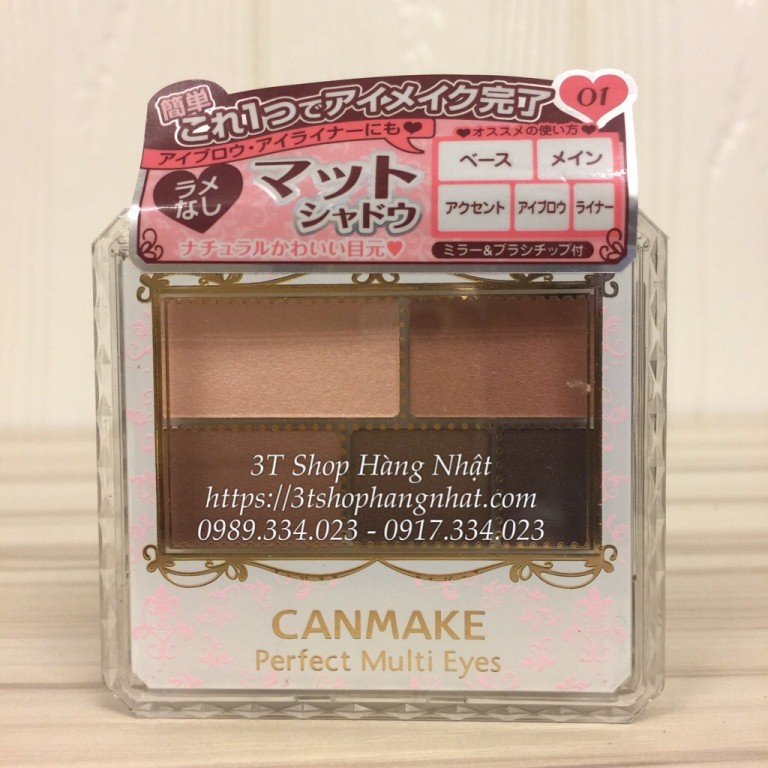 簡単
これ1つでアイメイク完了
01
アイブロウ・アイライナーにも
ラメ
なし
マット
シャドウ
ナチュラルかわいい目元
オススメの使い方
ベース
メイン
アクセント
アイブロウ
ライナー
ミラー&ブラシチップ付
3T Shop Hàng Nhật
https://3tshophangnhat.com
0989.334.023 - 0917.334.023
CANMAKE
Perfect Multi Eyes